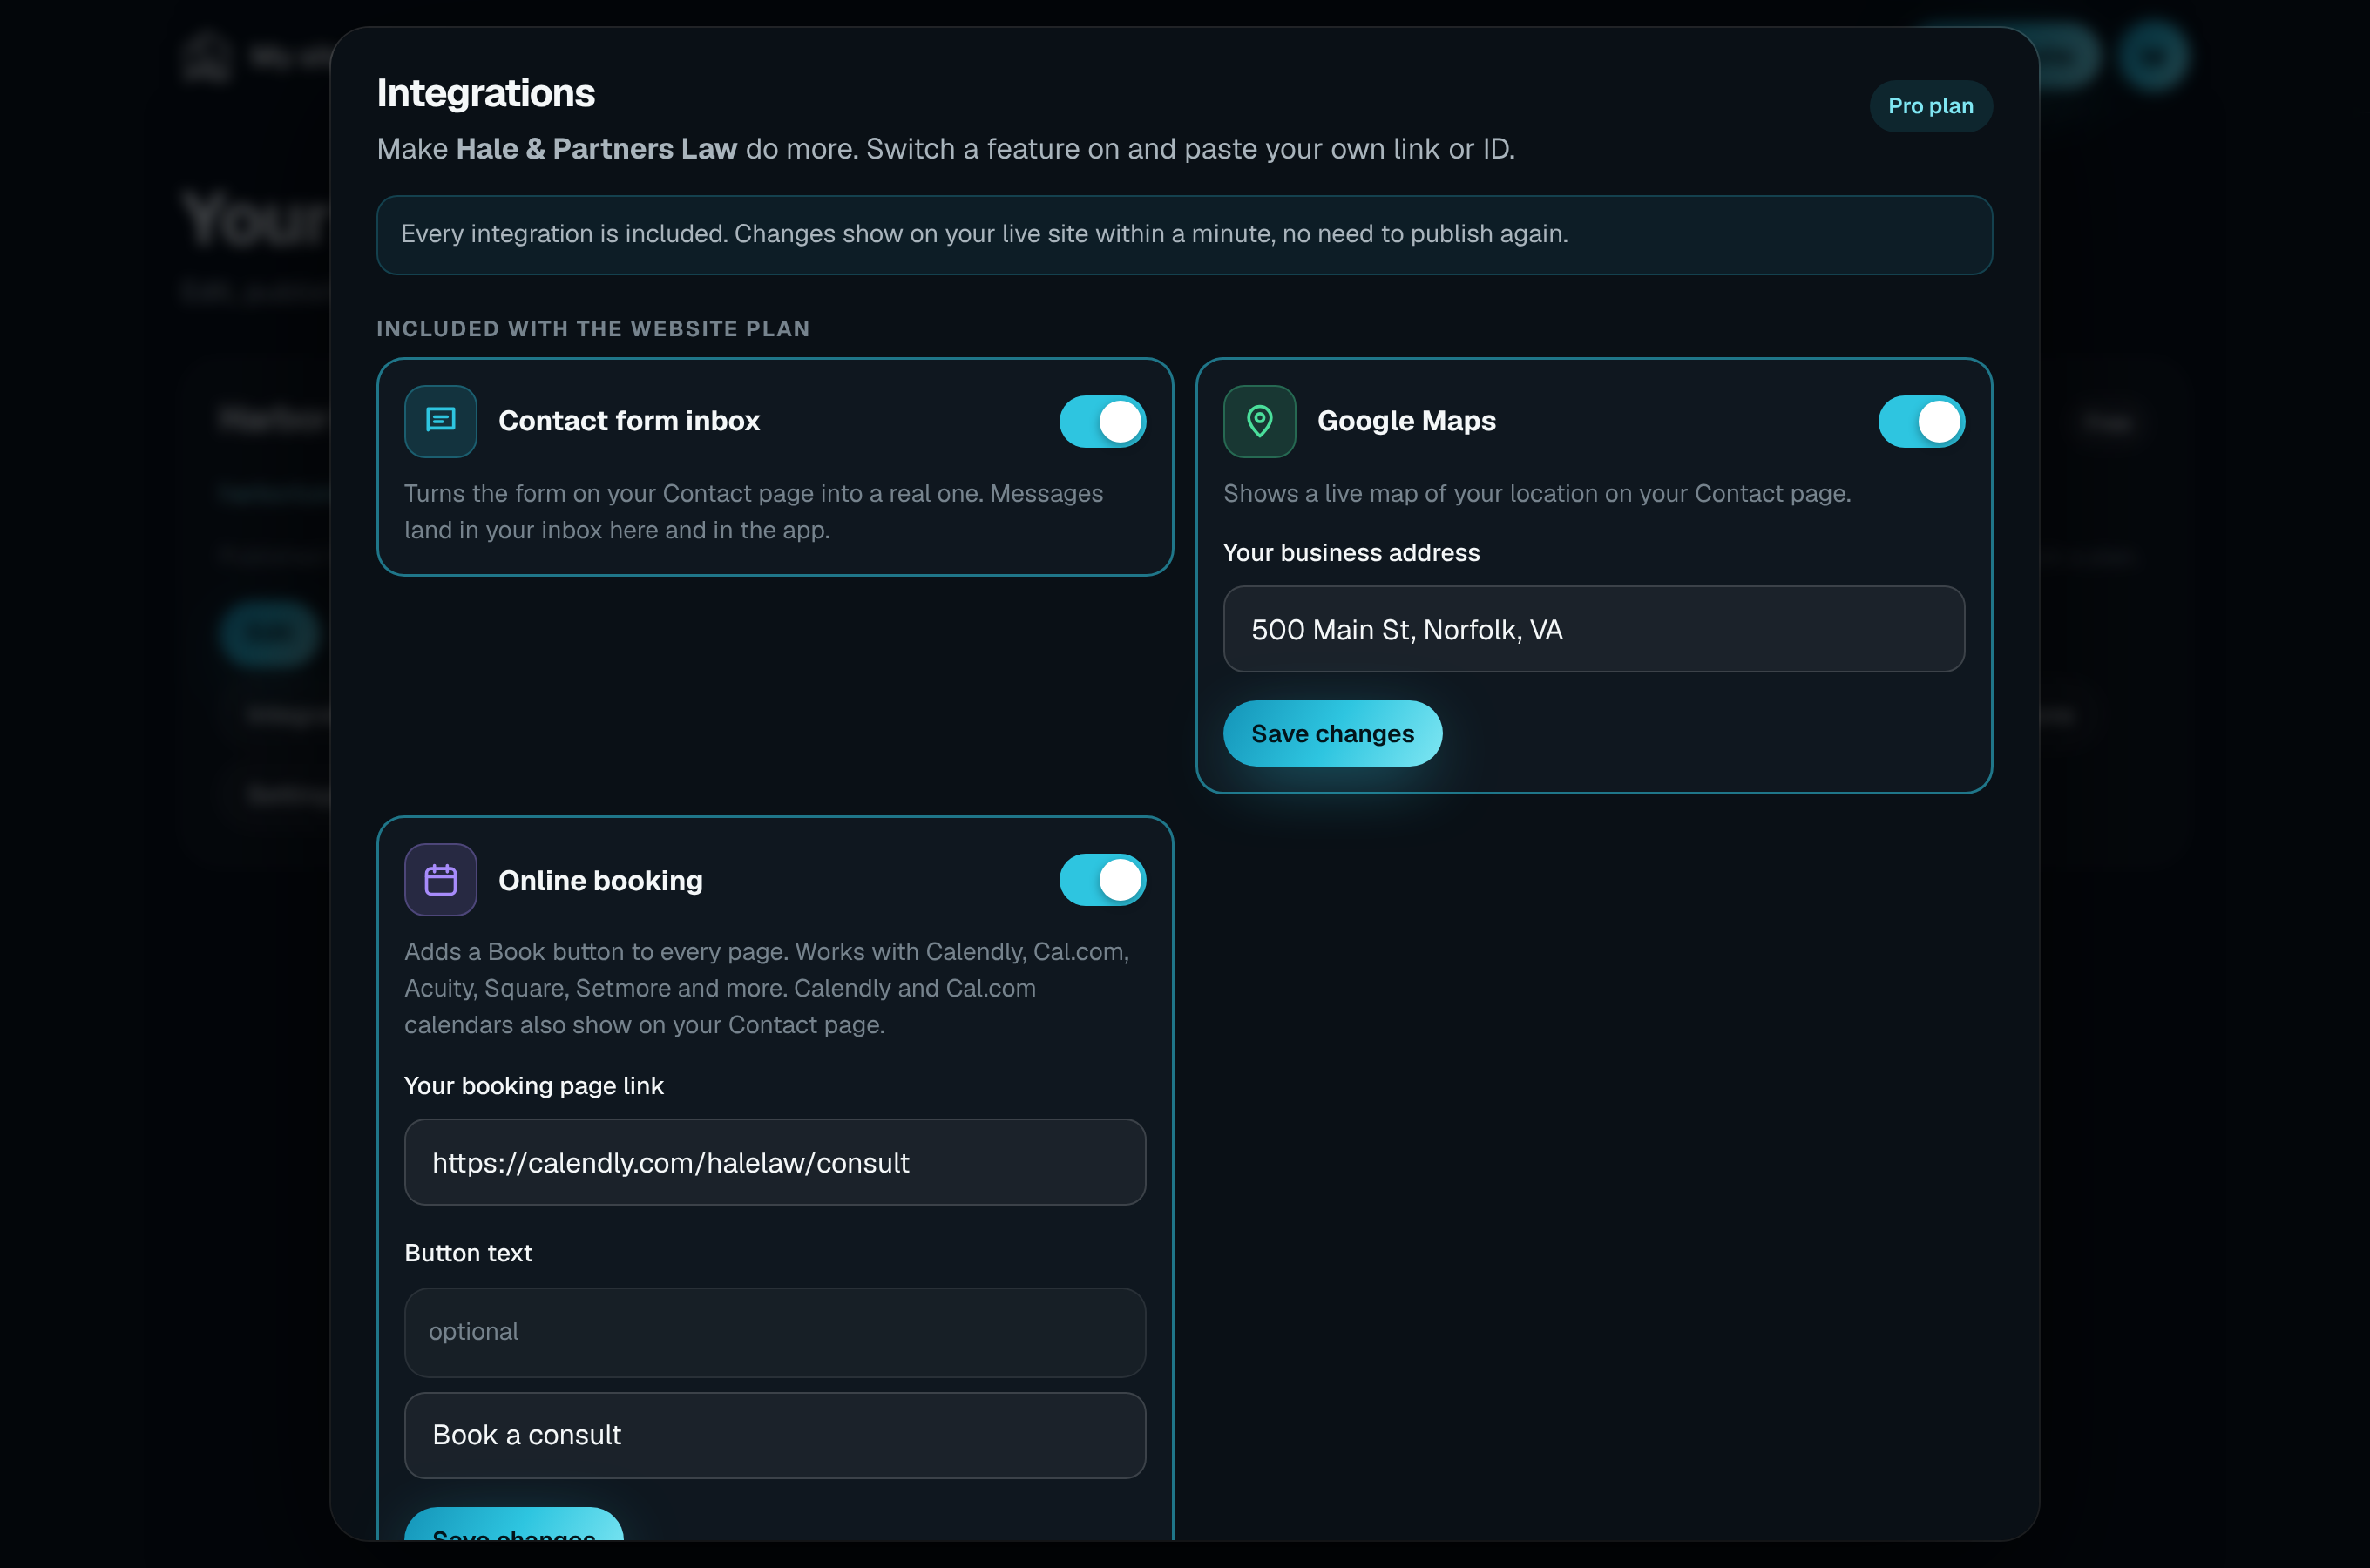 Integrations
Pro plan
Make Hale & Partners Law do more. Switch a feature on and paste your own link or ID.
Every integration is included. Changes show on your live site within a minute, no need to publish again.
INCLUDED WITH THE WEBSITE PLAN
Contact form inbox
Turns the form on your Contact page into a real one. Messages
land in your inbox here and in the app.
Google Maps
Shows a live map of your location on your Contact page.
Your business address
500 Main St, Norfolk, VA
Save changes
Online booking
Adds a Book button to every page. Works with Calendly, Cal.com,
Acuity, Square, Setmore and more. Calendly and Cal.com
calendars also show on your Contact page.
Your booking page link
https://calendly.com/halelaw/consult
Button text
optional
Book a consult
Save changes
Your